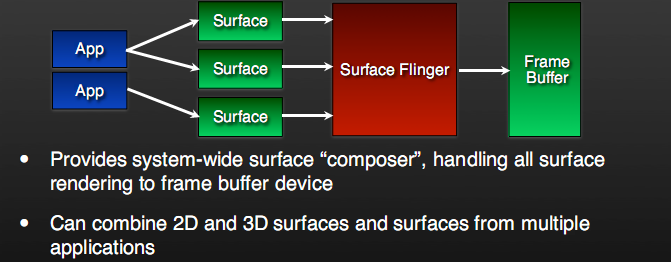 App
App
Surface
Surface
Surface
Surface Flinger
Frame
Buffer
• Provides system-wide surface “composer”, handling all surface
rendering to frame buffer device
• Can combine 2D and 3D surfaces and surfaces from multiple
applications